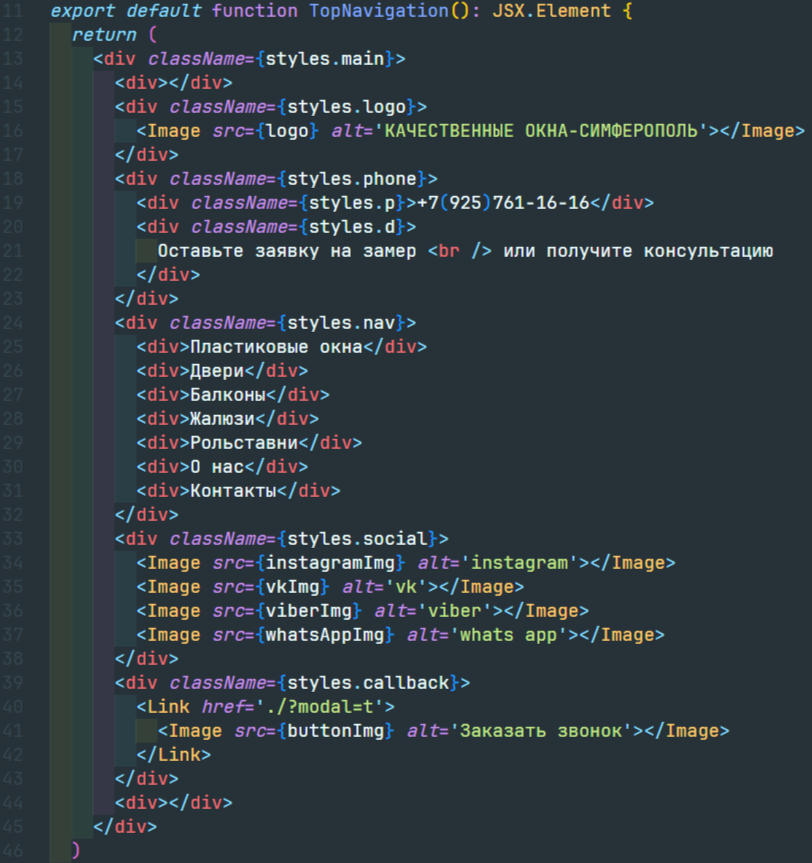 11 export default function TopNavigation(): JSX.Element {
12 return (
13 <div className={styles.main}>
14 <div></div>
15 <div className={styles.logo}>
16 <Image src={logo} alt='КАЧЕСТВЕННЫЕ ОКНА-СИМФЕРОПОЛЬ'></Image>
17 </div>
18 <div className={styles.phone}>
19 <div className={styles.p}>+7(925)761-16-16</div>
20 <div className={styles.d}>
21 Оставьте заявку на замер <br /> или получите консультацию
22 </div>
23 </div>
24 <div className={styles.nav}>
25 <div>Пластиковые окна</div>
26 <div>Двери</div>
27 <div>Балконы</div>
28 <div>Жалюзи</div>
29 <div>Рольставни</div>
30 <div>О нас</div>
31 <div>Контакты</div>
32 </div>
33 <div className={styles.social}>
34 <Image src={instagramImg} alt='instagram'></Image>
35 <Image src={vkImg} alt='vk'></Image>
36 <Image src={viberImg} alt='viber'></Image>
37 <Image src={whatsAppImg} alt='whats app'></Image>
38 </div>
39 <div className={styles.callback}>
40 <Link href='./?modal=t'>
41 <Image src={buttonImg} alt='Заказать звонок'></Image>
42 </Link>
43 </div>
44 <div></div>
45 </div>
46 )